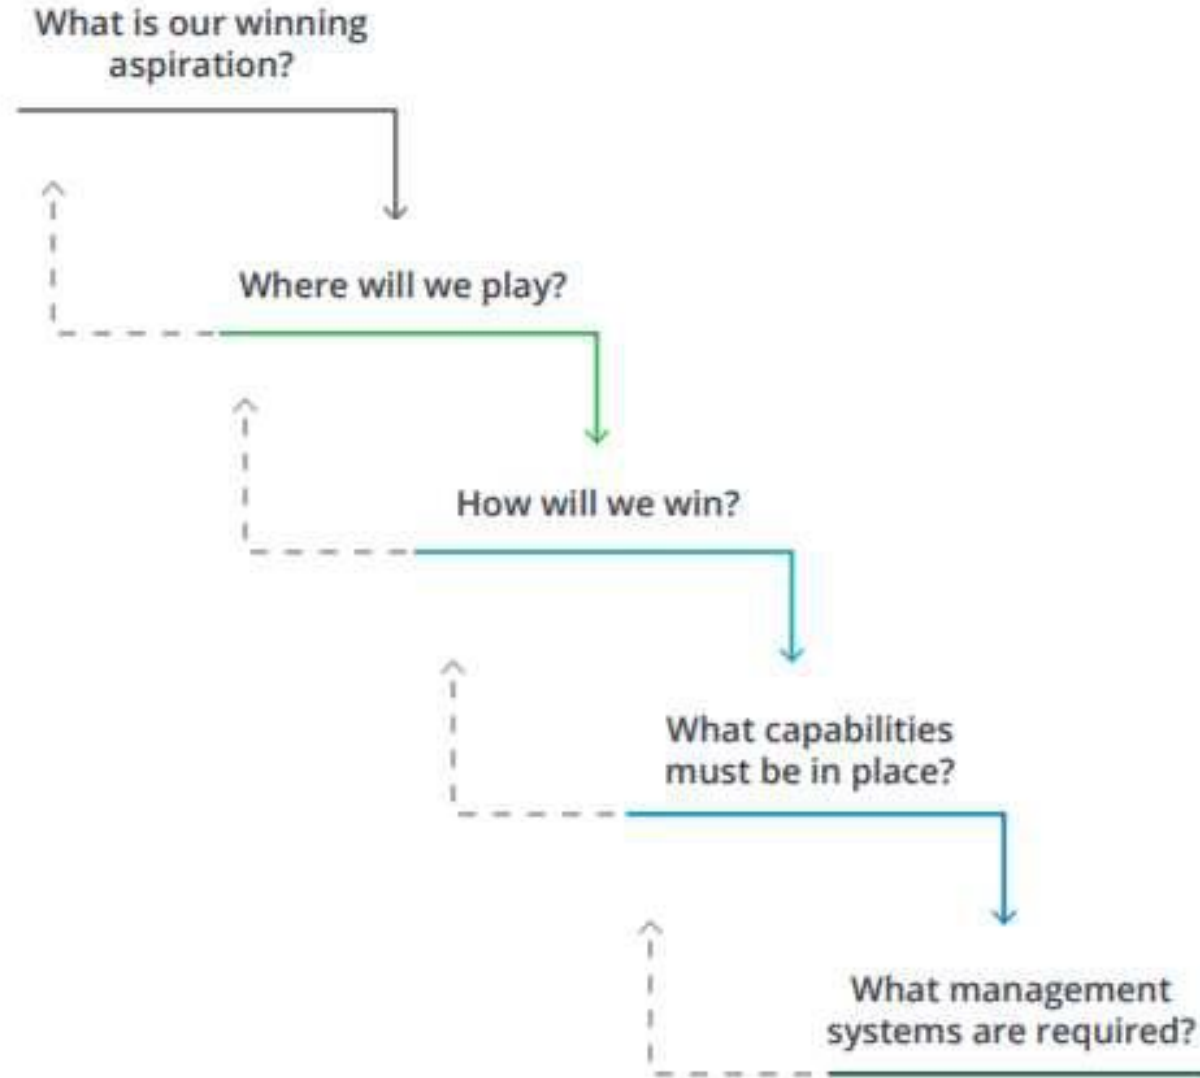 What is our winning
aspiration?
Where will we play?
How will we win?
What capabilities
must be in place?
What management
systems are required?